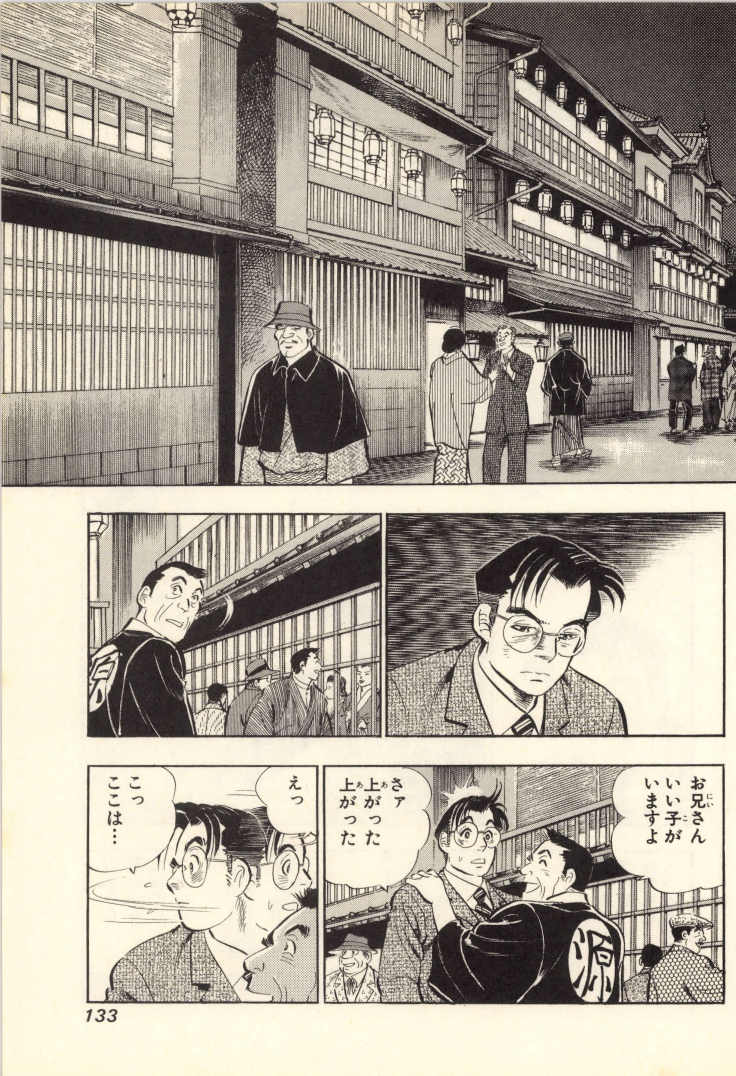 源
お兄さん
いい子が
いますよ
さァ
上がった
上がった
源
えっ
こっ
ここは…
133